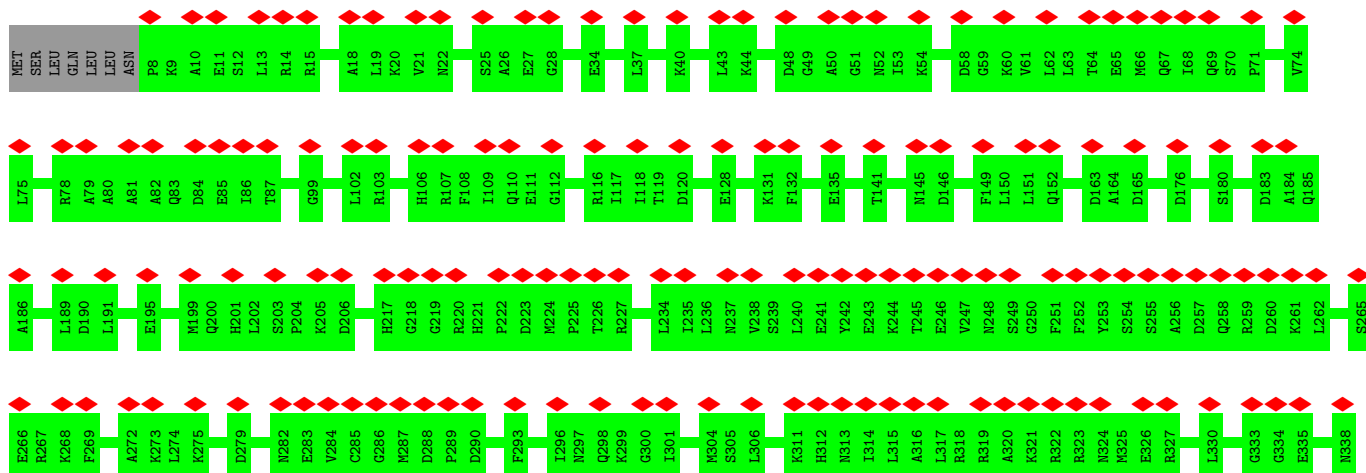 MET SER LEU GLN LEU LEU ASN P8 K9 A10 E11 S12 L13 R14 R15 A18 L19 K20 V21 N22 S25 A26 E27 G28 E34 L37 K40 L43 K44 D48 G49 A50 G51 N52 I53 K54 D58 G59 K60 V61 L62 L63 T64 E65 M66 Q67 I68 Q69 S70 P71 V74
L75 R78 A79 A80 A81 A82 Q83 D84 E85 I86 T87 G99 L102 R103 H106 R107 F108 I109 Q110 E111 G112 R116 I117 I118 T119 D120 E128 K131 F132 E135 T141 N145 D146 F149 L150 L151 Q152 D163 A164 D165 D176 S180 D183 A184 Q185
A186 L189 D190 L191 E195 M199 Q200 H201 L202 S203 P204 K205 D206 H217 G218 G219 R220 H221 P222 D223 M224 P225 T226 R227 L234 I235 L236 N237 V238 S239 L240 E241 Y242 E243 K244 T245 E246 V247 N248 S249 G250 F251 F252 Y253 S254 S255 A256 D257 Q258 R259 D260 K261 L262 S265
E266 R267 K268 F269 A272 K273 L274 K275 D279 N282 E283 V284 C285 G286 M287 D288 P289 D290 F293 I296 N297 Q298 K299 G300 I301 M304 S305 L306 K311 H312 N313 I314 L315 A316 L317 R318 R319 A320 K321 R322 R323 N324 M325 E326 R327 L330 G333 G334 E335 N338